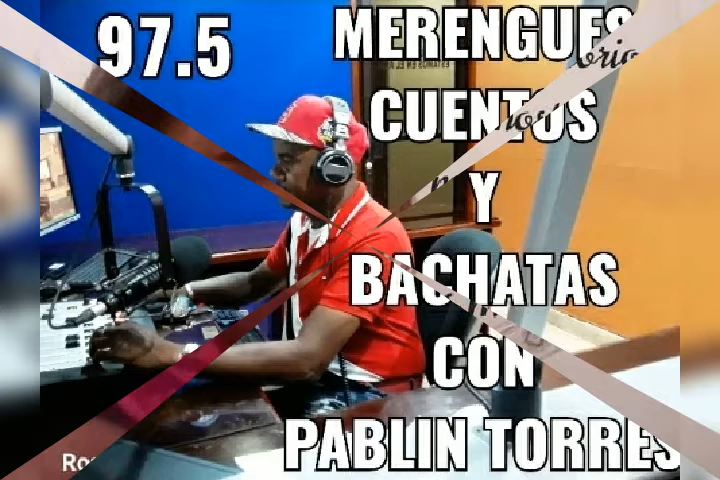 97.5
MERENGUES
CUENTOS
Y
BACHATAS
CON
PABLIN TORRES